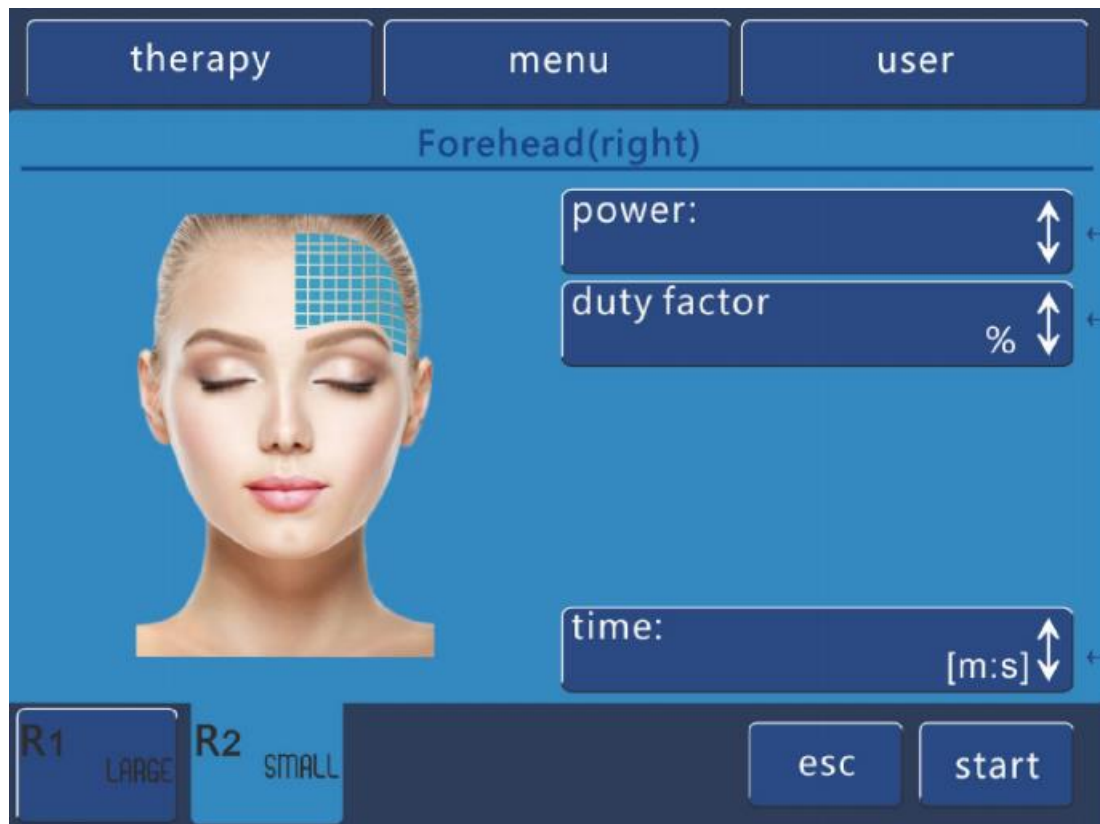 therapy menu user
Forehead(right)
power:
duty factor
%
time:
[m:s]
R1 LARGE R2 SMALL esc start